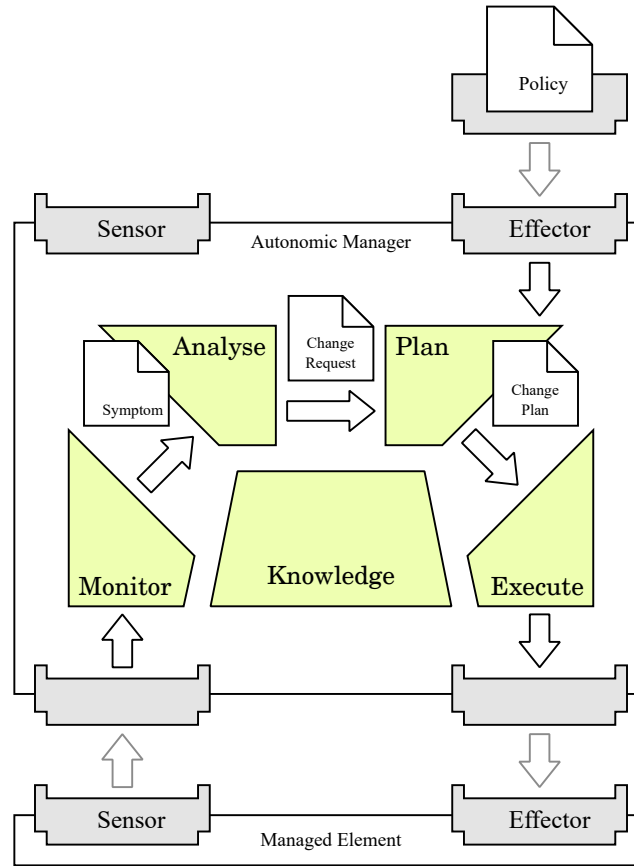 Policy
Sensor
Effector
Autonomic Manager
Analyse
Change
Request
Plan
Symptom
Change
Plan
Monitor
Knowledge
Execute
Sensor
Effector
Managed Element